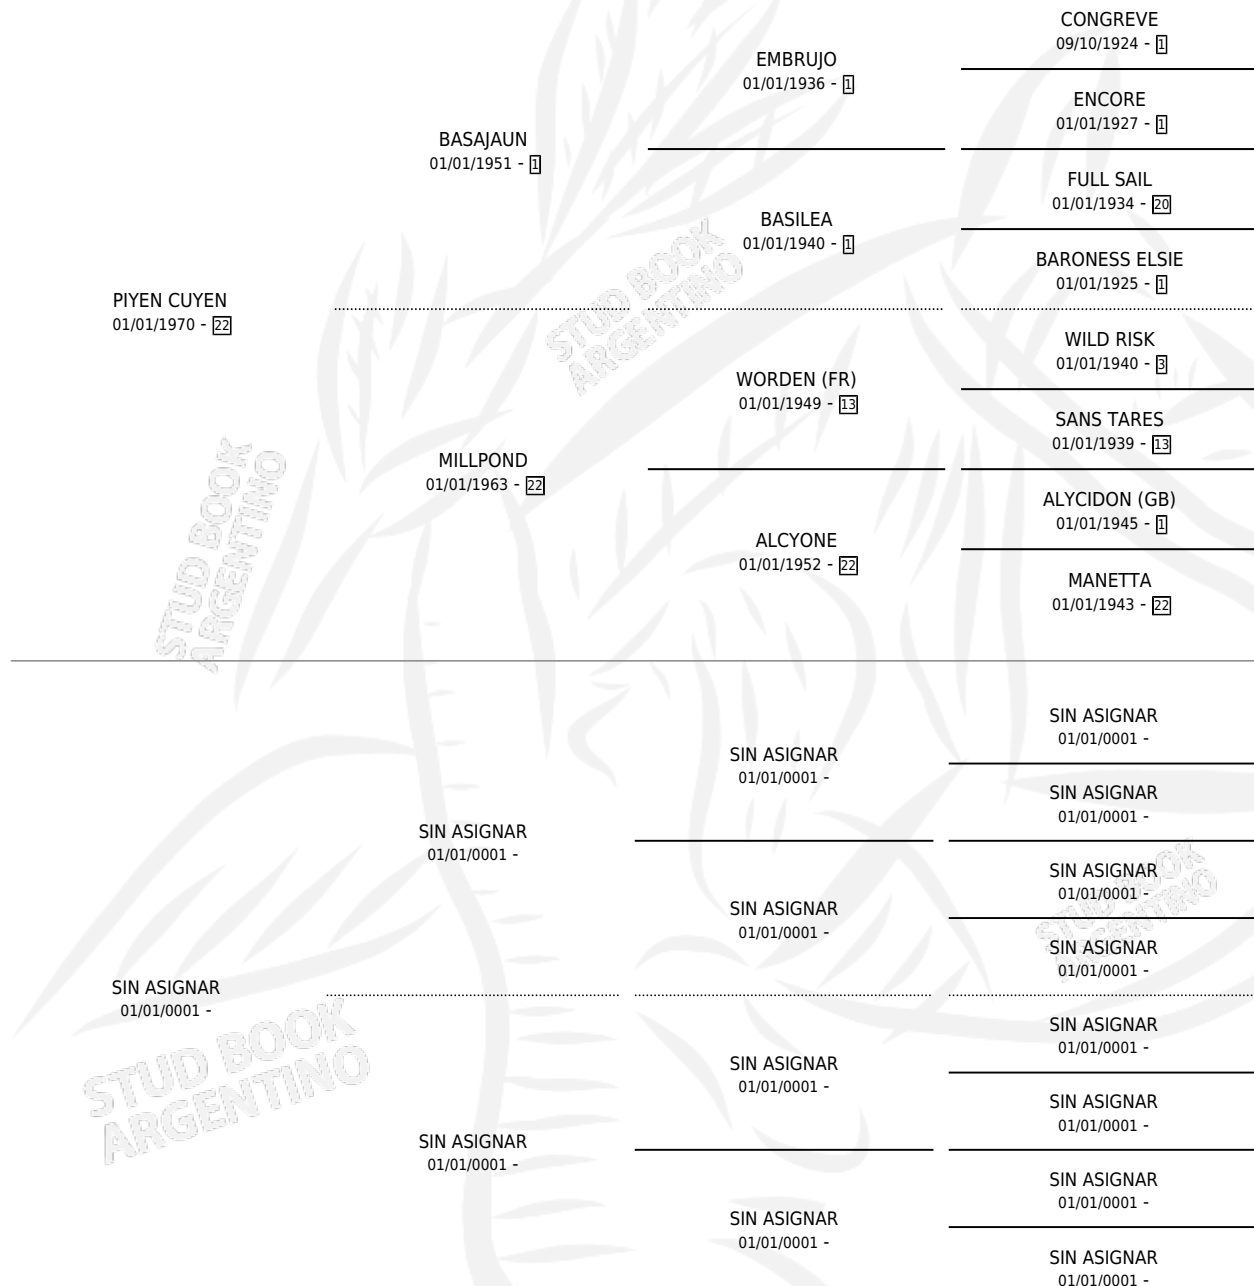 CONGREVE
09/10/1924 - 1
EMBRUJO
01/01/1936 - 1
ENCORE
01/01/1927 - 1
BASAJAUN
01/01/1951 - 1
FULL SAIL
01/01/1934 - 20
BASILEA
01/01/1940 - 1
BARONESS ELSIE
01/01/1925 - 1
PIYEN CUYEN
01/01/1970 - 22
WILD RISK
01/01/1940 - 3
WORDEN (FR)
01/01/1949 - 13
SANS TARES
01/01/1939 - 13
MILLPOND
01/01/1963 - 22
ALYCIDON (GB)
01/01/1945 - 1
ALCYONE
01/01/1952 - 22
MANETTA
01/01/1943 - 22
STUD BOOK
ARGENTINO
STUD BOOK
ARGENTINO
SIN ASIGNAR
01/01/0001 -
SIN ASIGNAR
01/01/0001 -
SIN ASIGNAR
01/01/0001 -
SIN ASIGNAR
01/01/0001 -
SIN ASIGNAR
01/01/0001 -
SIN ASIGNAR
01/01/0001 -
SIN ASIGNAR
01/01/0001 -
SIN ASIGNAR
01/01/0001 -
SIN ASIGNAR
01/01/0001 -
SIN ASIGNAR
01/01/0001 -
SIN ASIGNAR
01/01/0001 -
SIN ASIGNAR
01/01/0001 -
SIN ASIGNAR
01/01/0001 -
SIN ASIGNAR
01/01/0001 -
SIN ASIGNAR
01/01/0001 -
STUD BOOK
ARGENTINO
STUD BOOK
ARGENTINO